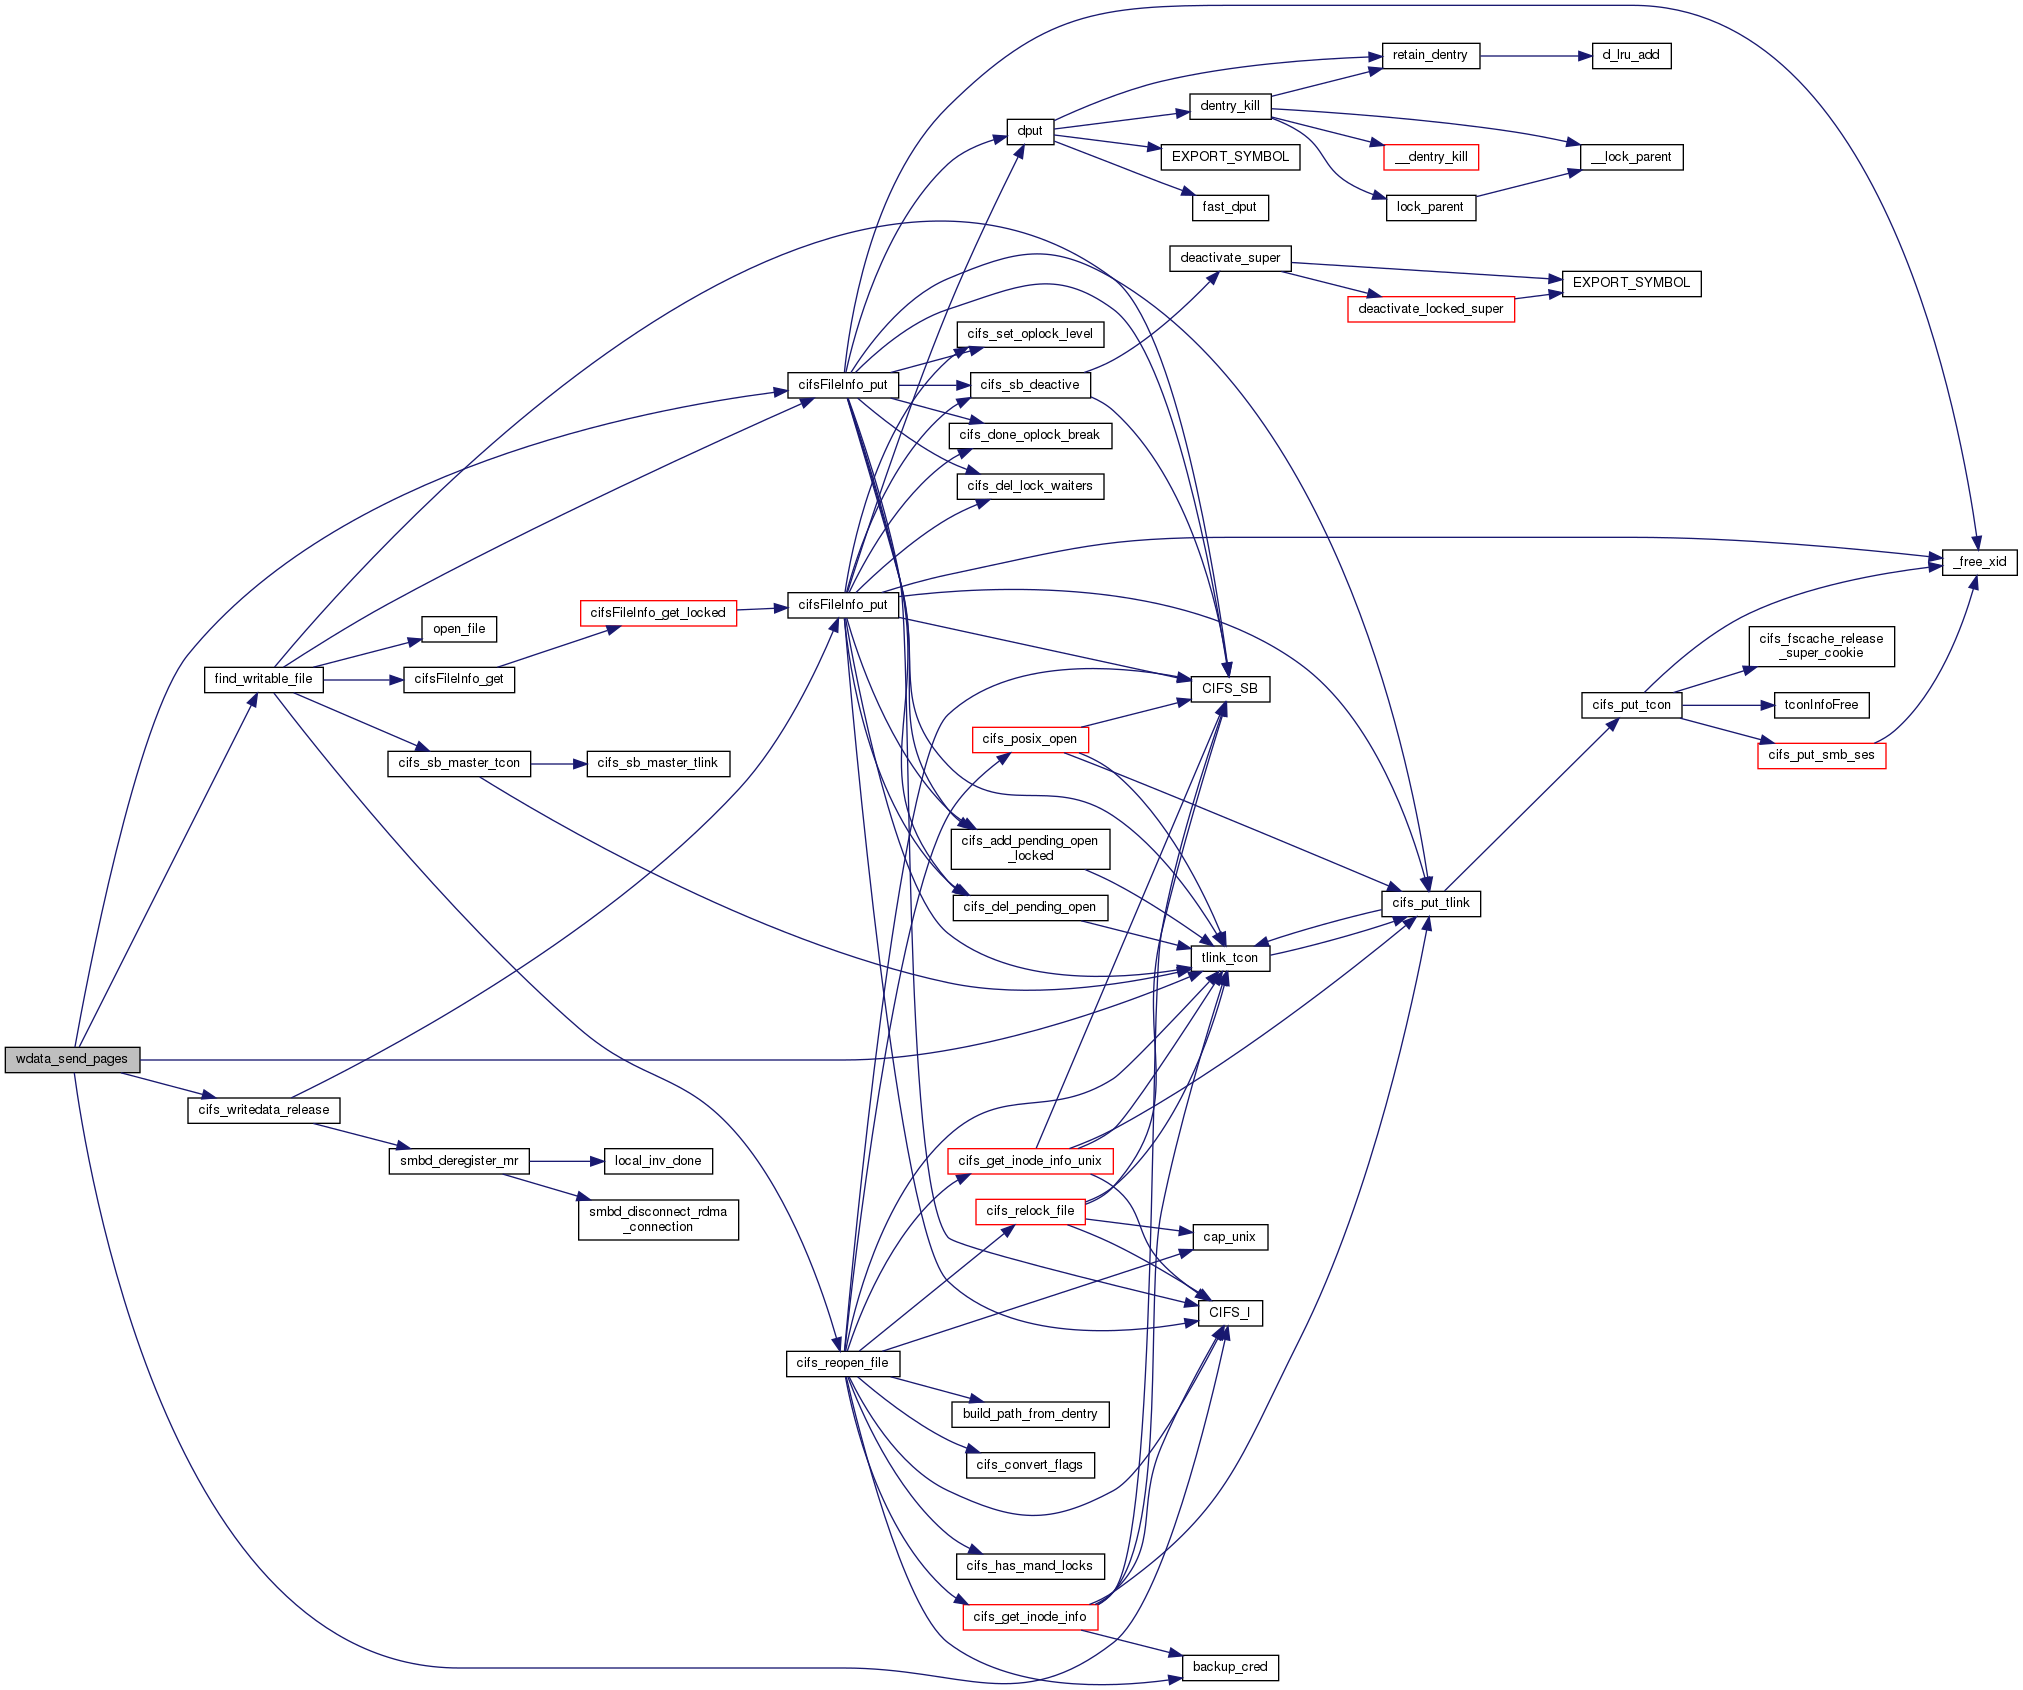 retain_dentry
d_lru_add
dentry_kill
dput
EXPORT_SYMBOL
__dentry_kill
__lock_parent
fast_dput
lock_parent
deactivate_super
EXPORT_SYMBOL
deactivate_locked_super
cifs_set_oplock_level
cifsFileInfo_put
cifs_sb_deactive
cifs_done_oplock_break
cifs_del_lock_waiters
_free_xid
cifsFileInfo_get_locked
cifsFileInfo_put
open_file
cifs_fscache_release
_super_cookie
find_writable_file
cifsFileInfo_get
CIFS_SB
cifs_put_tcon
tconInfoFree
cifs_posix_open
cifs_sb_master_tcon
cifs_sb_master_tlink
cifs_put_smb_ses
cifs_add_pending_open
_locked
cifs_del_pending_open
cifs_put_tlink
tlink_tcon
wdata_send_pages
cifs_writedata_release
smbd_deregister_mr
local_inv_done
cifs_get_inode_info_unix
smbd_disconnect_rdma
_connection
cifs_relock_file
cap_unix
CIFS_I
cifs_reopen_file
build_path_from_dentry
cifs_convert_flags
cifs_has_mand_locks
cifs_get_inode_info
backup_cred